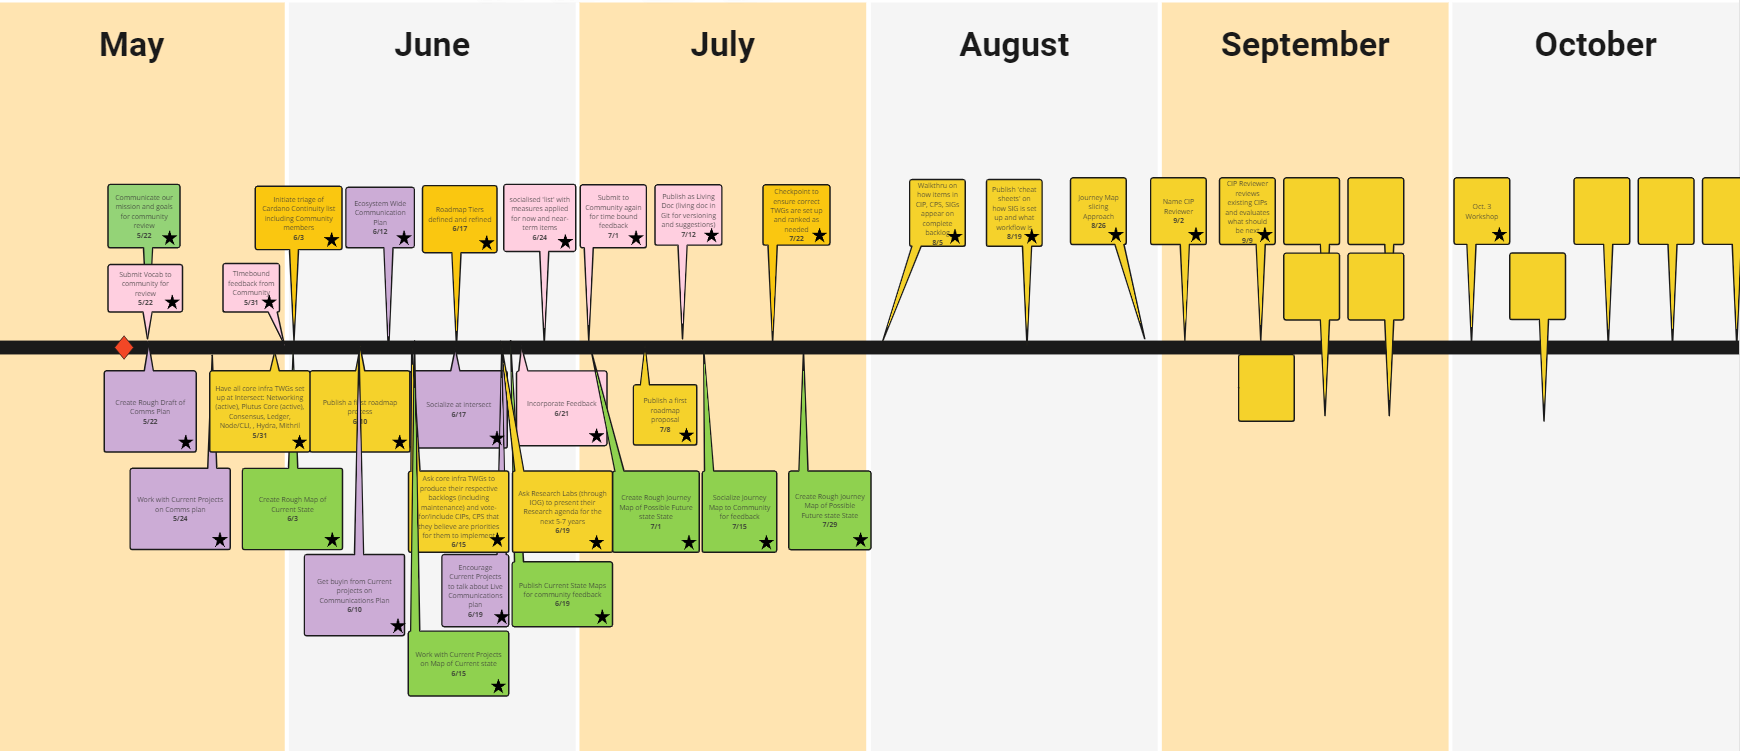 May
June
July
August
September
October
Communicate our
mission and goals
for community
review
5/22
Submit Vocab to
community for
review
5/22
Timebound
feedback from
Community
5/31
Initiate triage of
Cardano Continuity list
including Community
members
6/3
Ecosystem Wide
Communication
Plan
6/12
Roadmap Tiers
defined and refined
6/17
socialised 'list' with
measures applied
for now and near-
term items
6/24
Submit to
Community again
for time bound
feedback
7/1
Publish as Living
Doc (living doc in
Git for versioning
and suggestions)
7/12
Checkpoint to
ensure correct
TWGs are set up
and ranked as
needed
7/22
Walkthru on
how items in
CIP, CPS, SIGs
appear on
complete
backlog
8/5
Publish 'cheat
sheets' on
how SIG is set
up and what
workflow is
8/19
Journey Map
slicing
Approach
8/26
Name CIP
Reviewer
9/2
CIP Reviewer
reviews
existing CIPs
and evaluates
what should
be next
9/9
Oct. 3
Workshop
Create Rough Draft of
Comms Plan
5/22
Have all core infra TWGs set
up at Intersect: Networking
(active), Plutus Core (active),
Consensus, Ledger,
Node/CLI, , Hydra, Mithril
5/31
Publish a first roadmap
process
6/10
Socialize at intersect
6/17
Incorporate Feedback
6/21
Publish a first
roadmap
proposal
7/8
Work with Current Projects
on Comms plan
5/24
Create Rough Map of
Current State
6/3
Ask core infra TWGs to
produce their respective
backlogs (including
maintenance) and vote-
for/include CIPs, CPS that
they believe are priorities
for them to implement
6/15
Ask Research Labs (through
IOG) to present their
Research agenda for the
next 5-7 years
6/19
Create Rough Journey
Map of Possible Future
state State
7/1
Socialize Journey
Map to Community
for feedback
7/15
Create Rough Journey
Map of Possible
Future state State
7/29
Get buyin from Current
projects on
Communications Plan
6/10
Encourage
Current Projects
to talk about Live
Communications
plan
6/19
Publish Current State Maps
for community feedback
6/19
Work with Current Projects
on Map of Current state
6/15